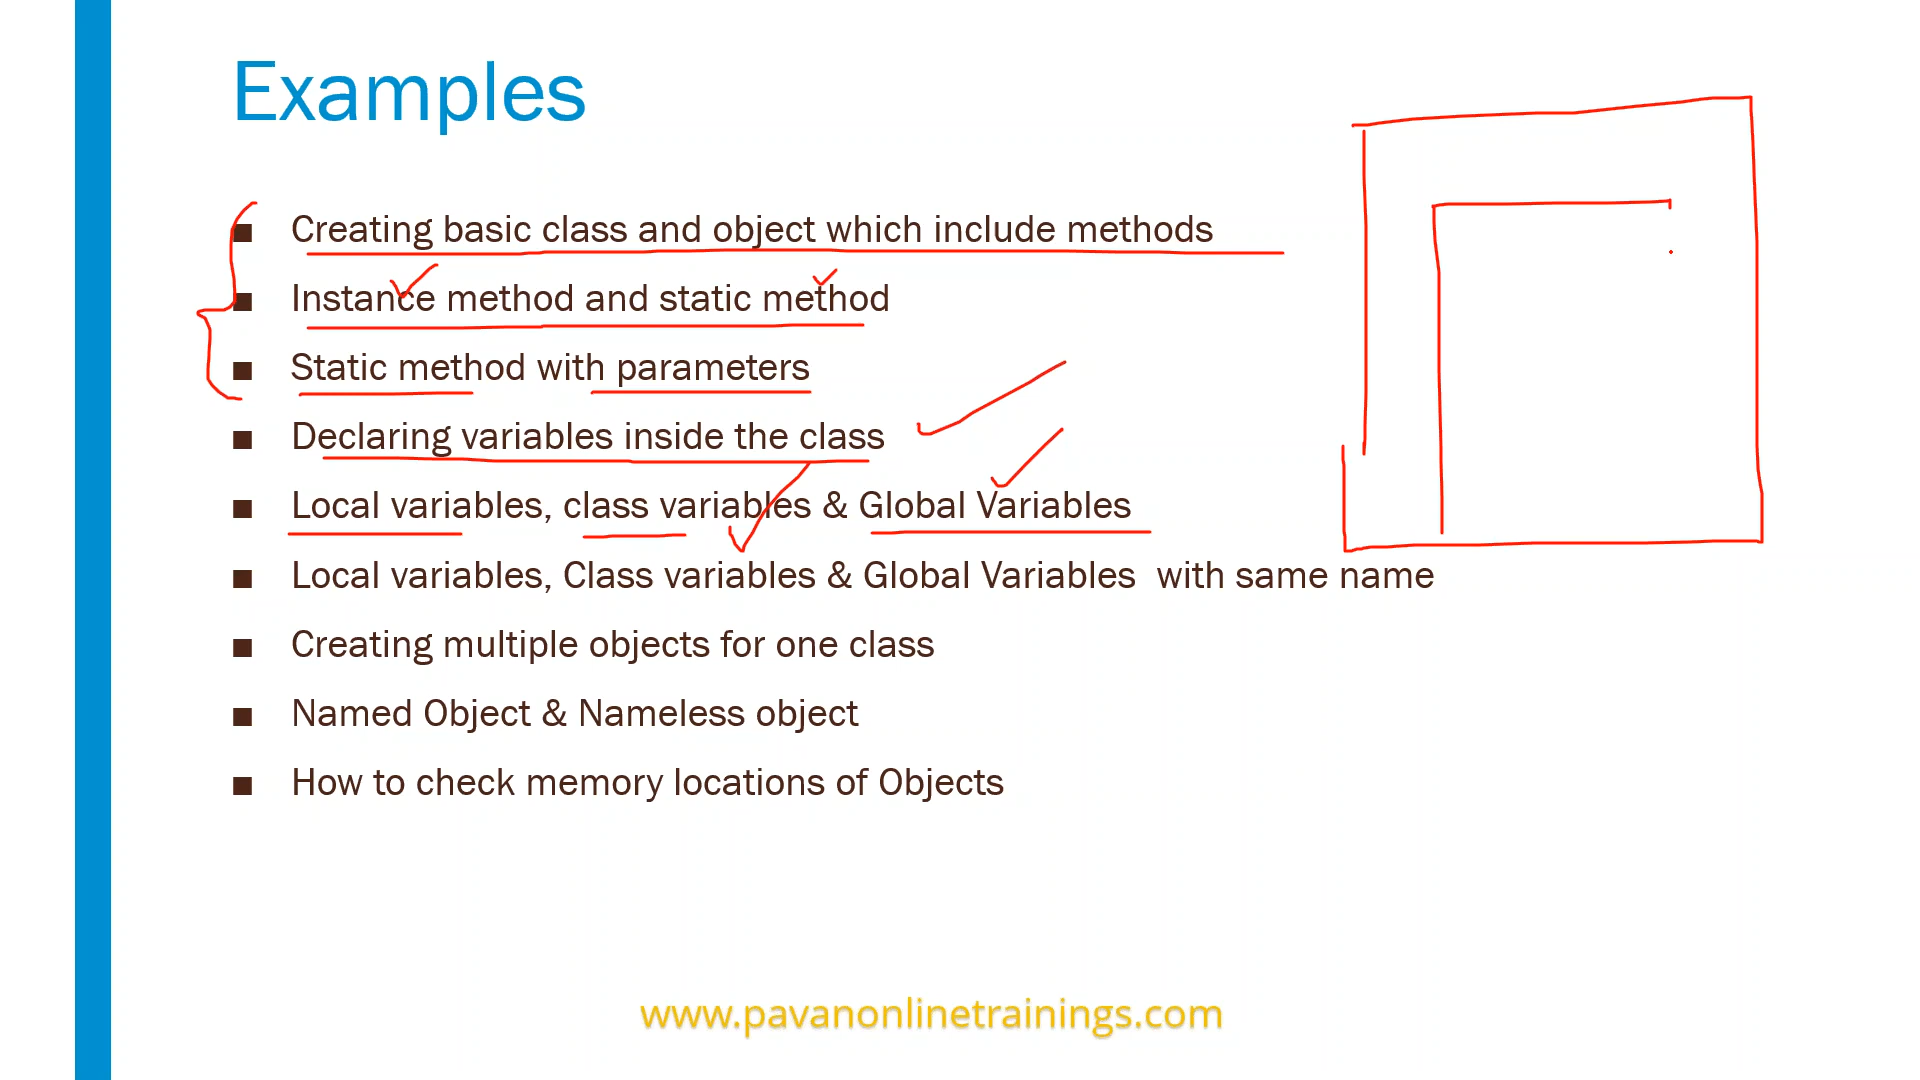 Examples
■ Creating basic class and object which include methods
■ Instance method and static method
■ Static method with parameters
■ Declaring variables inside the class
■ Local variables, class variables & Global Variables
■ Local variables, Class variables & Global Variables  with same name
■ Creating multiple objects for one class
■ Named Object & Nameless object
■ How to check memory locations of Objects
www.pavanonlinetrainings.com